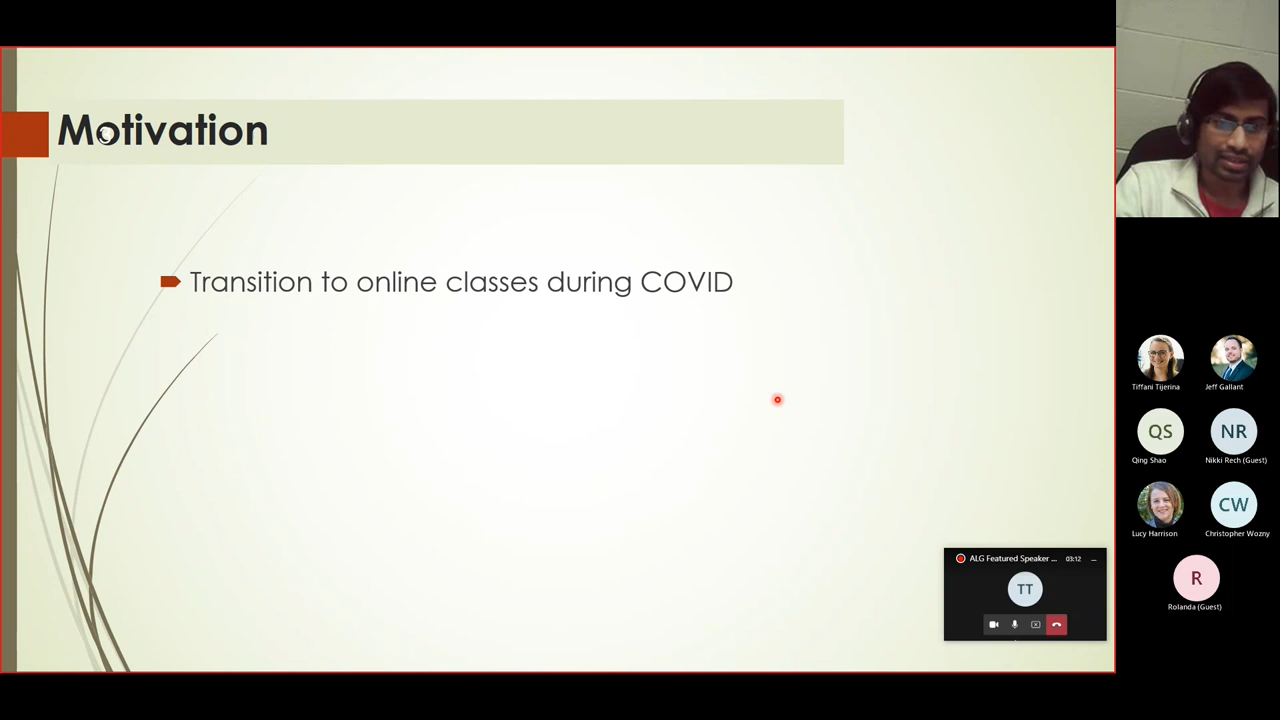 Motivation
Transition to online classes during COVID
ALG Featured Speaker ... 03:12
TT
Tiffani Tijerina
Jeff Gallant
QS
NR
Qing Shao
Nikki Rech (Guest)
CW
Lucy Harrison
Christopher Wozny
R
Rolanda (Guest)